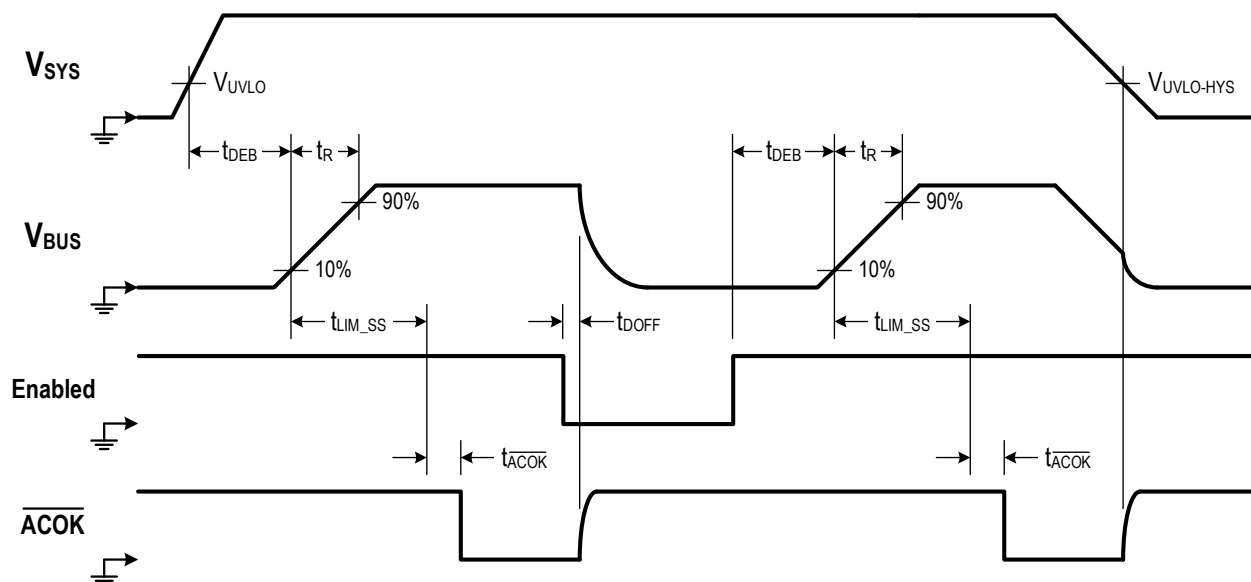 VSYS
VUVLO
VUVLO-HYS
tDEB
tR
tDEB
tR
90%
90%
VBUS
10%
10%
tLIM_SS
tDOFF
tLIM_SS
Enabled
tACOK
tACOK
ACOK